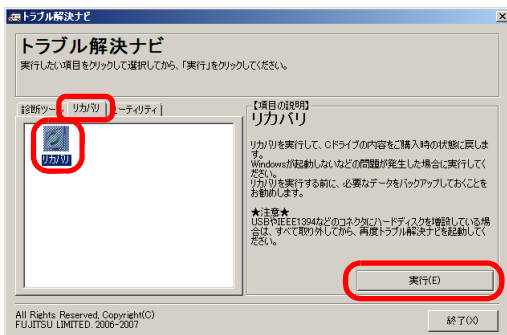 トラブル解決ナビ
トラブル解決ナビ
実行したい項目をクリックして選択してから、「実行」をクリックしてください。
診断ツール リカバリ ユーティリティ
リカバリ
【項目の説明】
リカバリ
リカバリを実行して、Cドライブの内容をご購入時の状態に戻しま
す。
Windowsが起動しないなどの問題が発生した場合に実行してく
ださい。
リカバリを実行する前に、必要なデータをバックアップしておくことを
お勧めします。
★注意★
USBやIEEE1394などのコネクタにハードディスクを増設している場
合は、すべて取り外してから、再度トラブル解決ナビを起動してく
ださい。
実行(E)
All Rights Reserved, Copyright(C)
FUJITSU LIMITED. 2006-2007
終了(X)